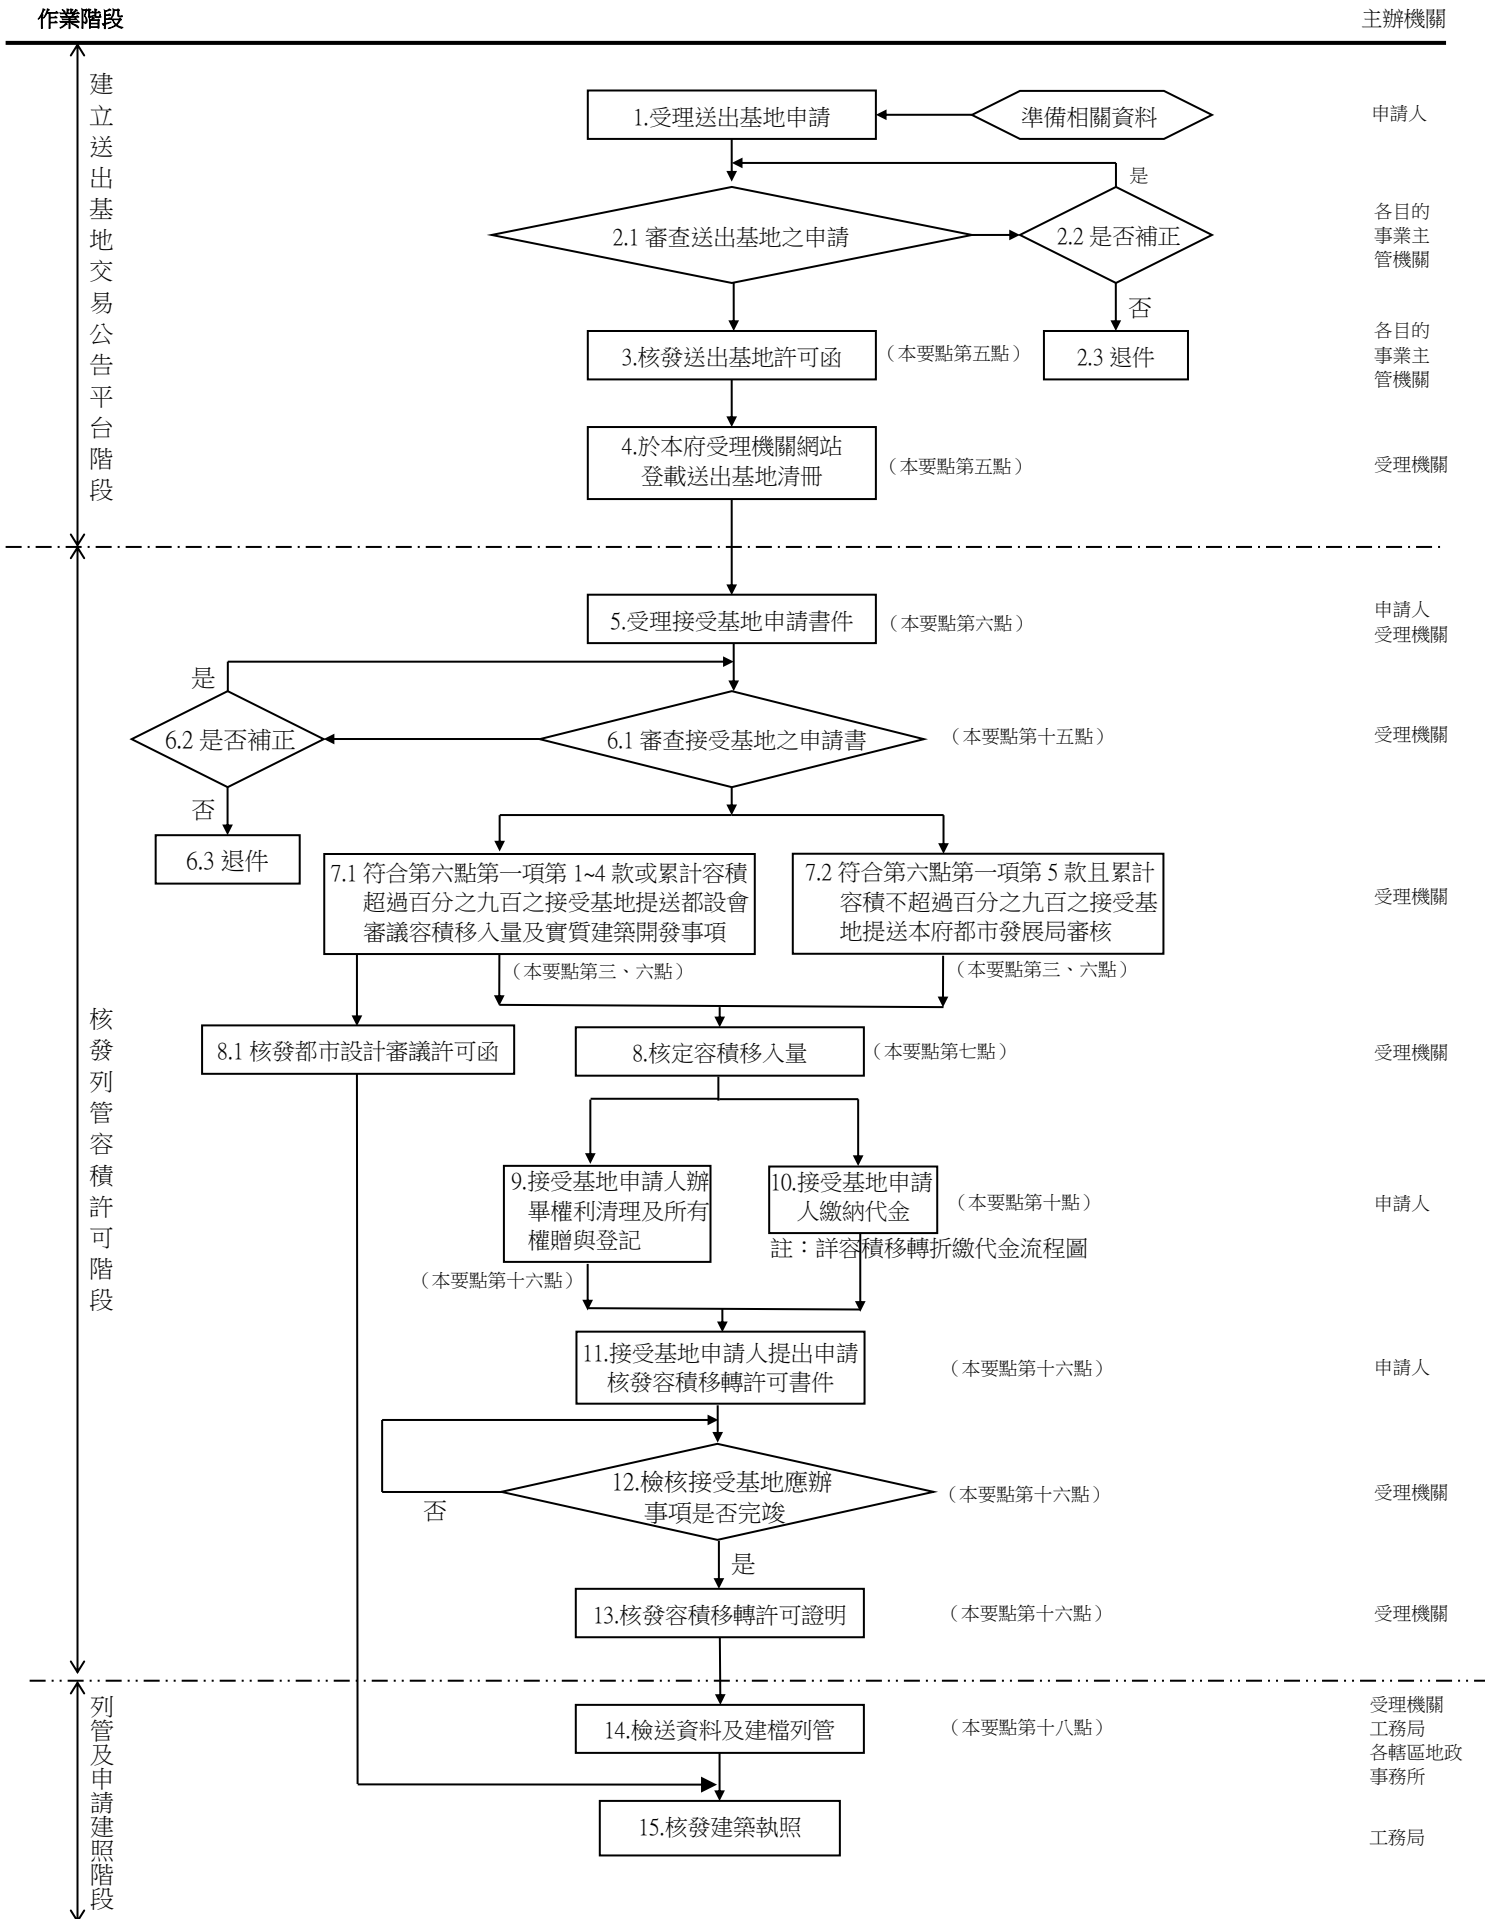 作業階段
主辦機關
建立送出基地交易公告平台階段
1.受理送出基地申請
準備相關資料
申請人
是
2.1 審查送出基地之申請
2.2 是否補正
各目的
事業主
管機關
否
3.核發送出基地許可函
（本要點第五點）
2.3 退件
各目的
事業主
管機關
4.於本府受理機關網站
登載送出基地清冊
（本要點第五點）
受理機關
核發列管容積許可階段
5.受理接受基地申請書件
（本要點第六點）
申請人
受理機關
是
6.2 是否補正
6.1 審查接受基地之申請書
（本要點第十五點）
受理機關
否
6.3 退件
7.1 符合第六點第一項第 1~4 款或累計容積
超過百分之九百之接受基地提送都設會
審議容積移入量及實質建築開發事項
7.2 符合第六點第一項第 5 款且累計
容積不超過百分之九百之接受基
地提送本府都市發展局審核
受理機關
（本要點第三、六點）
（本要點第三、六點）
8.1 核發都市設計審議許可函
8.核定容積移入量
（本要點第七點）
受理機關
9.接受基地申請人辦
畢權利清理及所有
權贈與登記
10.接受基地申請
人繳納代金
（本要點第十點）
申請人
註：詳容積移轉折繳代金流程圖
（本要點第十六點）
11.接受基地申請人提出申請
核發容積移轉許可書件
（本要點第十六點）
申請人
12.檢核接受基地應辦
事項是否完竣
（本要點第十六點）
受理機關
否
是
13.核發容積移轉許可證明
（本要點第十六點）
受理機關
列管及申請建照階段
14.檢送資料及建檔列管
（本要點第十八點）
受理機關
工務局
各轄區地政
事務所
15.核發建築執照
工務局